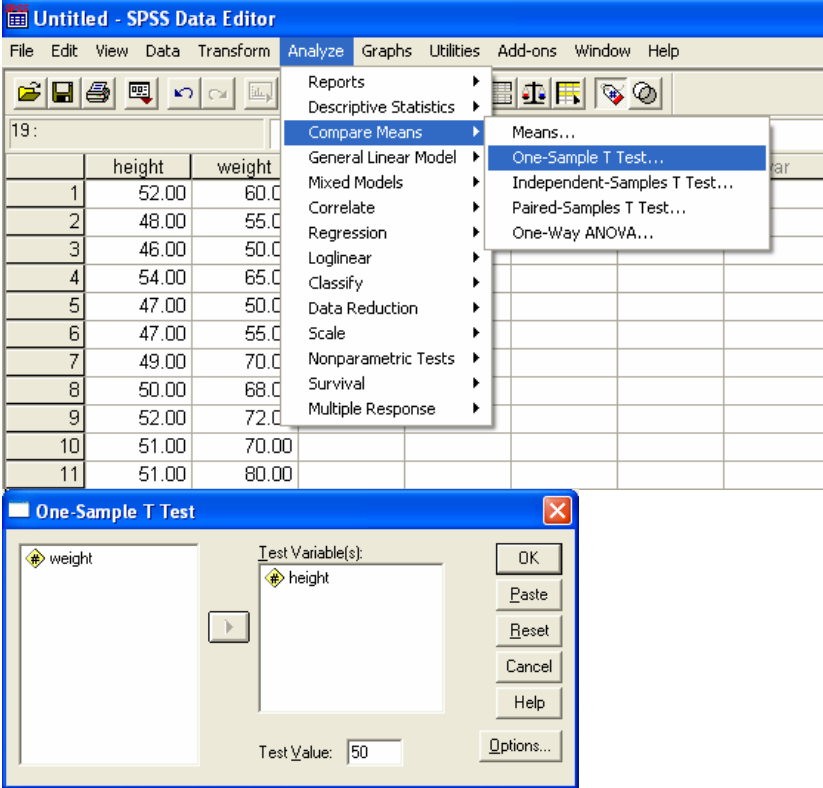 Untitled - SPSS Data Editor
File Edit View Data Transform Analyze Graphs Utilities Add-ons Window Help
19 :
Reports
Descriptive Statistics
Compare Means
General Linear Model
Mixed Models
Correlate
Regression
Loglinear
Classify
Data Reduction
Scale
Nonparametric Tests
Survival
Multiple Response
Means...
One-Sample T Test...
Independent-Samples T Test...
Paired-Samples T Test...
One-Way ANOVA...
height weight var
1 52.00 60.0
2 48.00 55.0
3 46.00 50.0
4 54.00 65.0
5 47.00 50.0
6 47.00 55.0
7 49.00 70.0
8 50.00 68.0
9 52.00 72.0
10 51.00 70.00
11 51.00 80.00
One-Sample T Test
weight
Test Variable(s):
height
OK
Paste
Reset
Cancel
Help
Test Value: 50
Options...